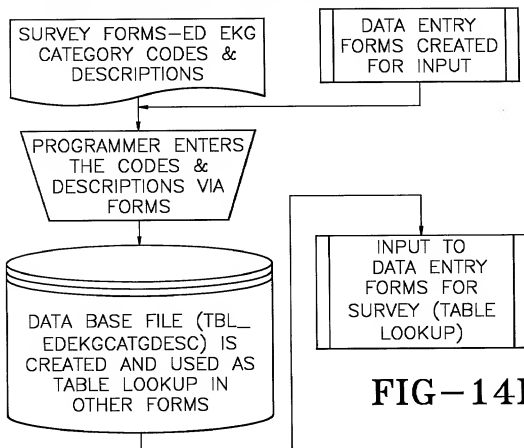 SURVEY FORMS-ED EKG
CATEGORY CODES &
DESCRIPTIONS
DATA ENTRY
FORMS CREATED
FOR INPUT
PROGRAMMER ENTERS
THE CODES &
DESCRIPTIONS VIA
FORMS
DATA BASE FILE (TBL_
EDEKGCATGDESC) IS
CREATED AND USED AS
TABLE LOOKUP IN
OTHER FORMS
INPUT TO
DATA ENTRY
FORMS FOR
SURVEY (TABLE
LOOKUP)